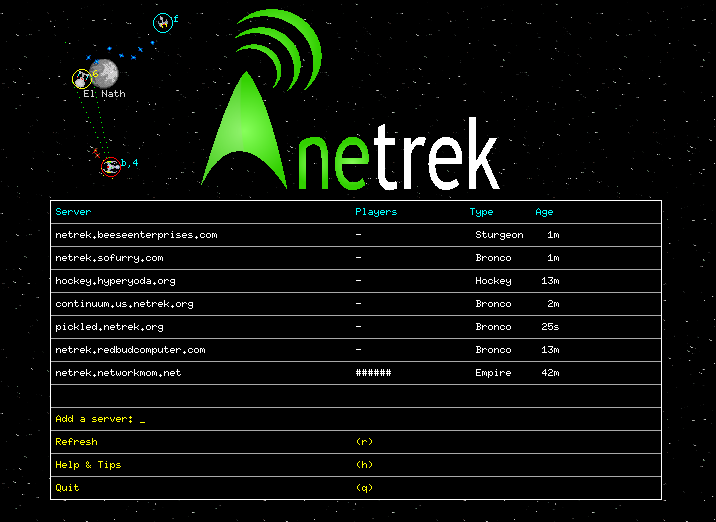 f
6
El Nath
b,4
netrek
Server Players Type Age
netrek.beeseenterprises.com - Sturgeon 1m
netrek.sofurry.com - Bronco 1m
hockey.hyperyoda.org - Hockey 13m
continuum.us.netrek.org - Bronco 2m
pickled.netrek.org - Bronco 25s
netrek.redbudcomputer.com - Bronco 13m
netrek.networkmom.net ###### Empire 42m
Add a server: _
Refresh (r)
Help & Tips (h)
Quit (q)